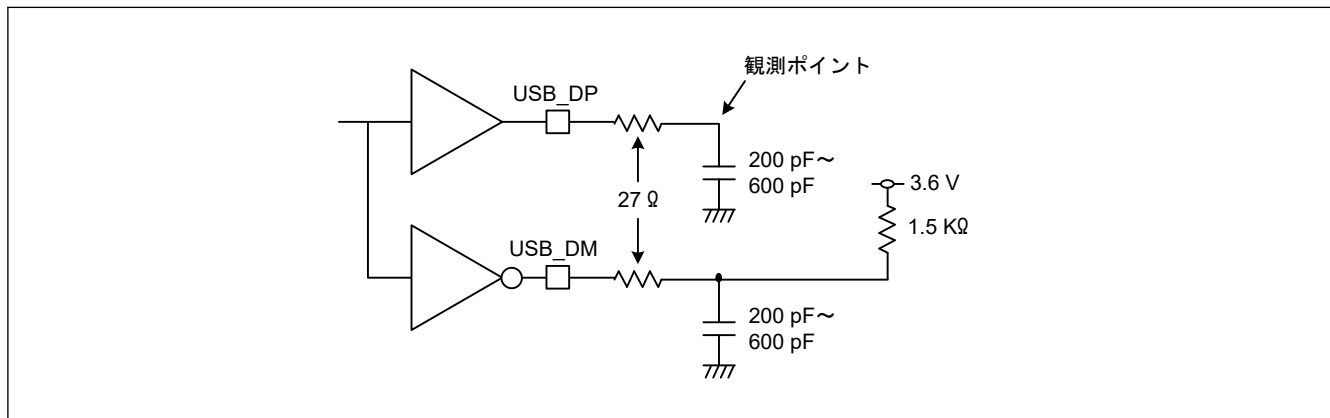 観測ポイント
USB_DP
200 pF～
600 pF
3.6 V
27 Ω
1.5 KΩ
USB_DM
200 pF～
600 pF